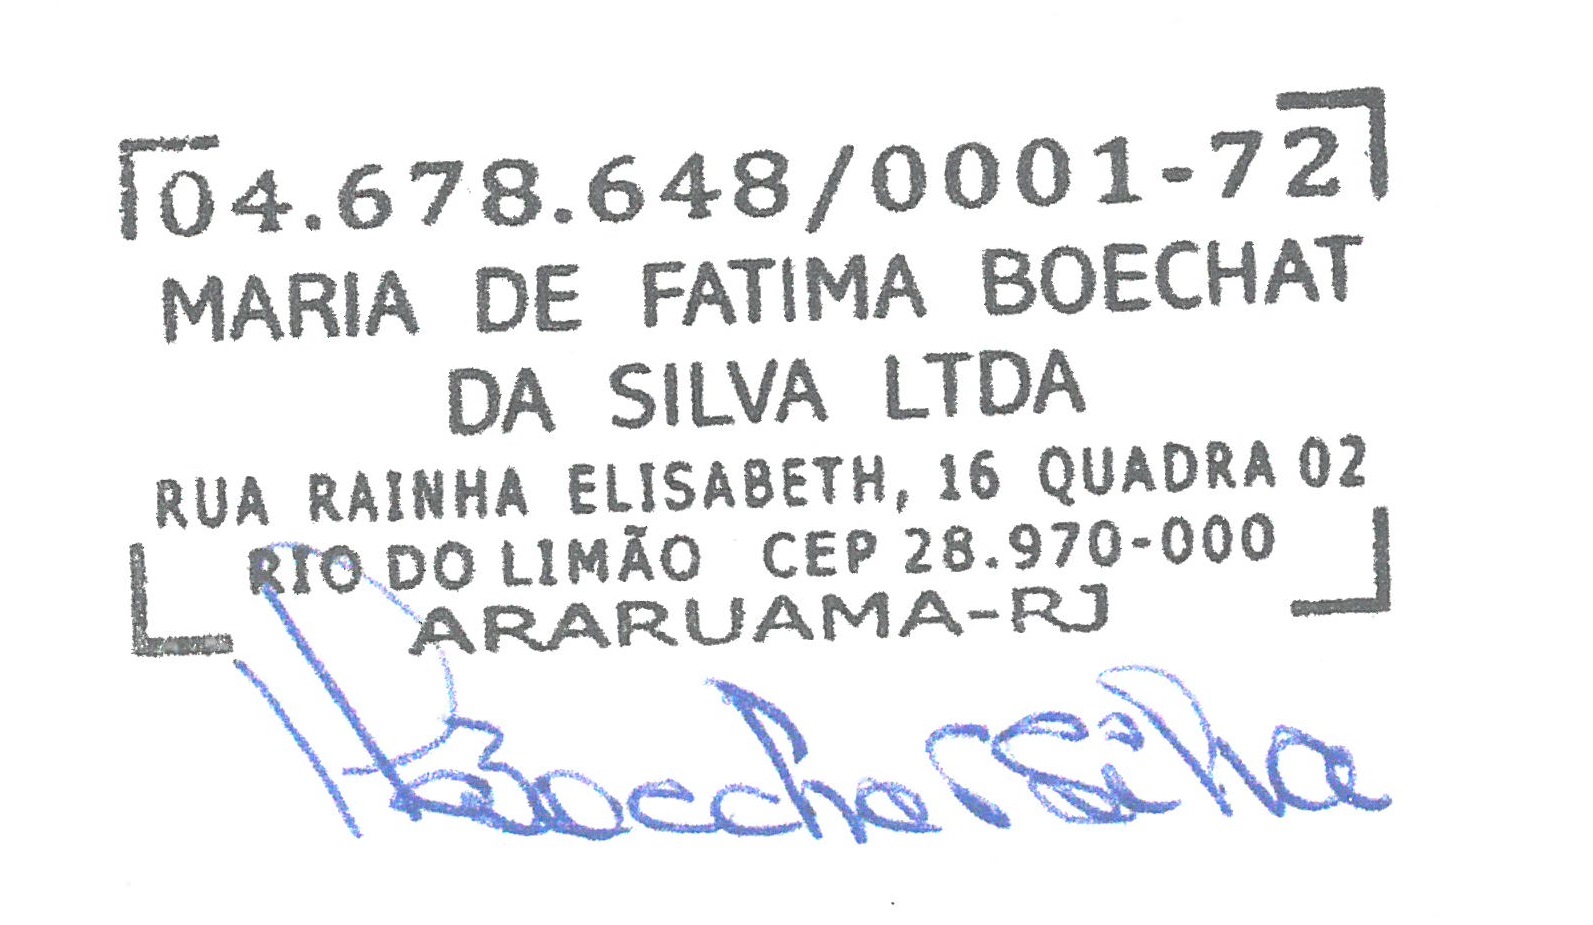 04.678.648/0001-72
MARIA DE FATIMA BOECHAT
DA SILVA LTDA
RUA RAINHA ELISABETH, 16 QUADRA 02
RIO DO LIMÃO CEP 28.970-000
ARARUAMA-RJ